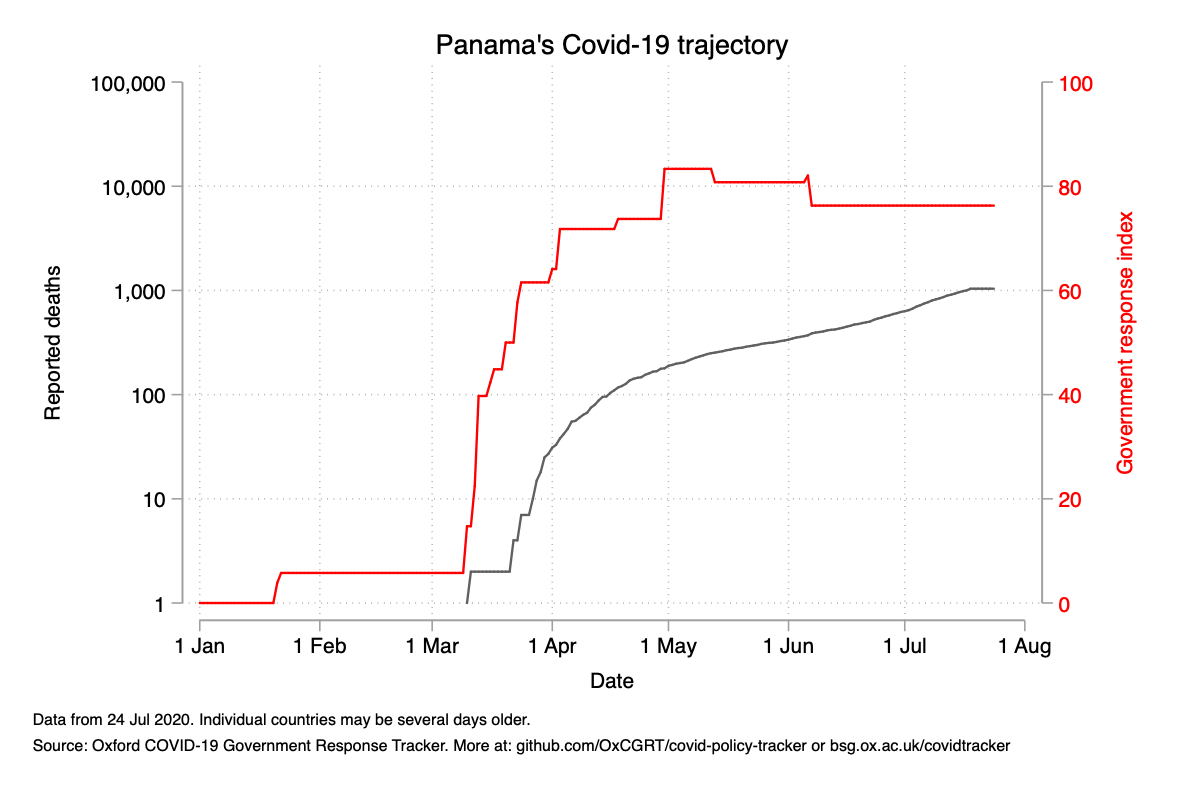 Panama's Covid-19 trajectory
100,000
10,000
1,000
100
10
1
Reported deaths
100
80
60
40
20
0
Government response index
1 Jan 1 Feb 1 Mar 1 Apr 1 May 1 Jun 1 Jul 1 Aug
Date
Data from 24 Jul 2020. Individual countries may be several days older.
Source: Oxford COVID-19 Government Response Tracker. More at: github.com/OxCGRT/covid-policy-tracker or bsg.ox.ac.uk/covidtracker